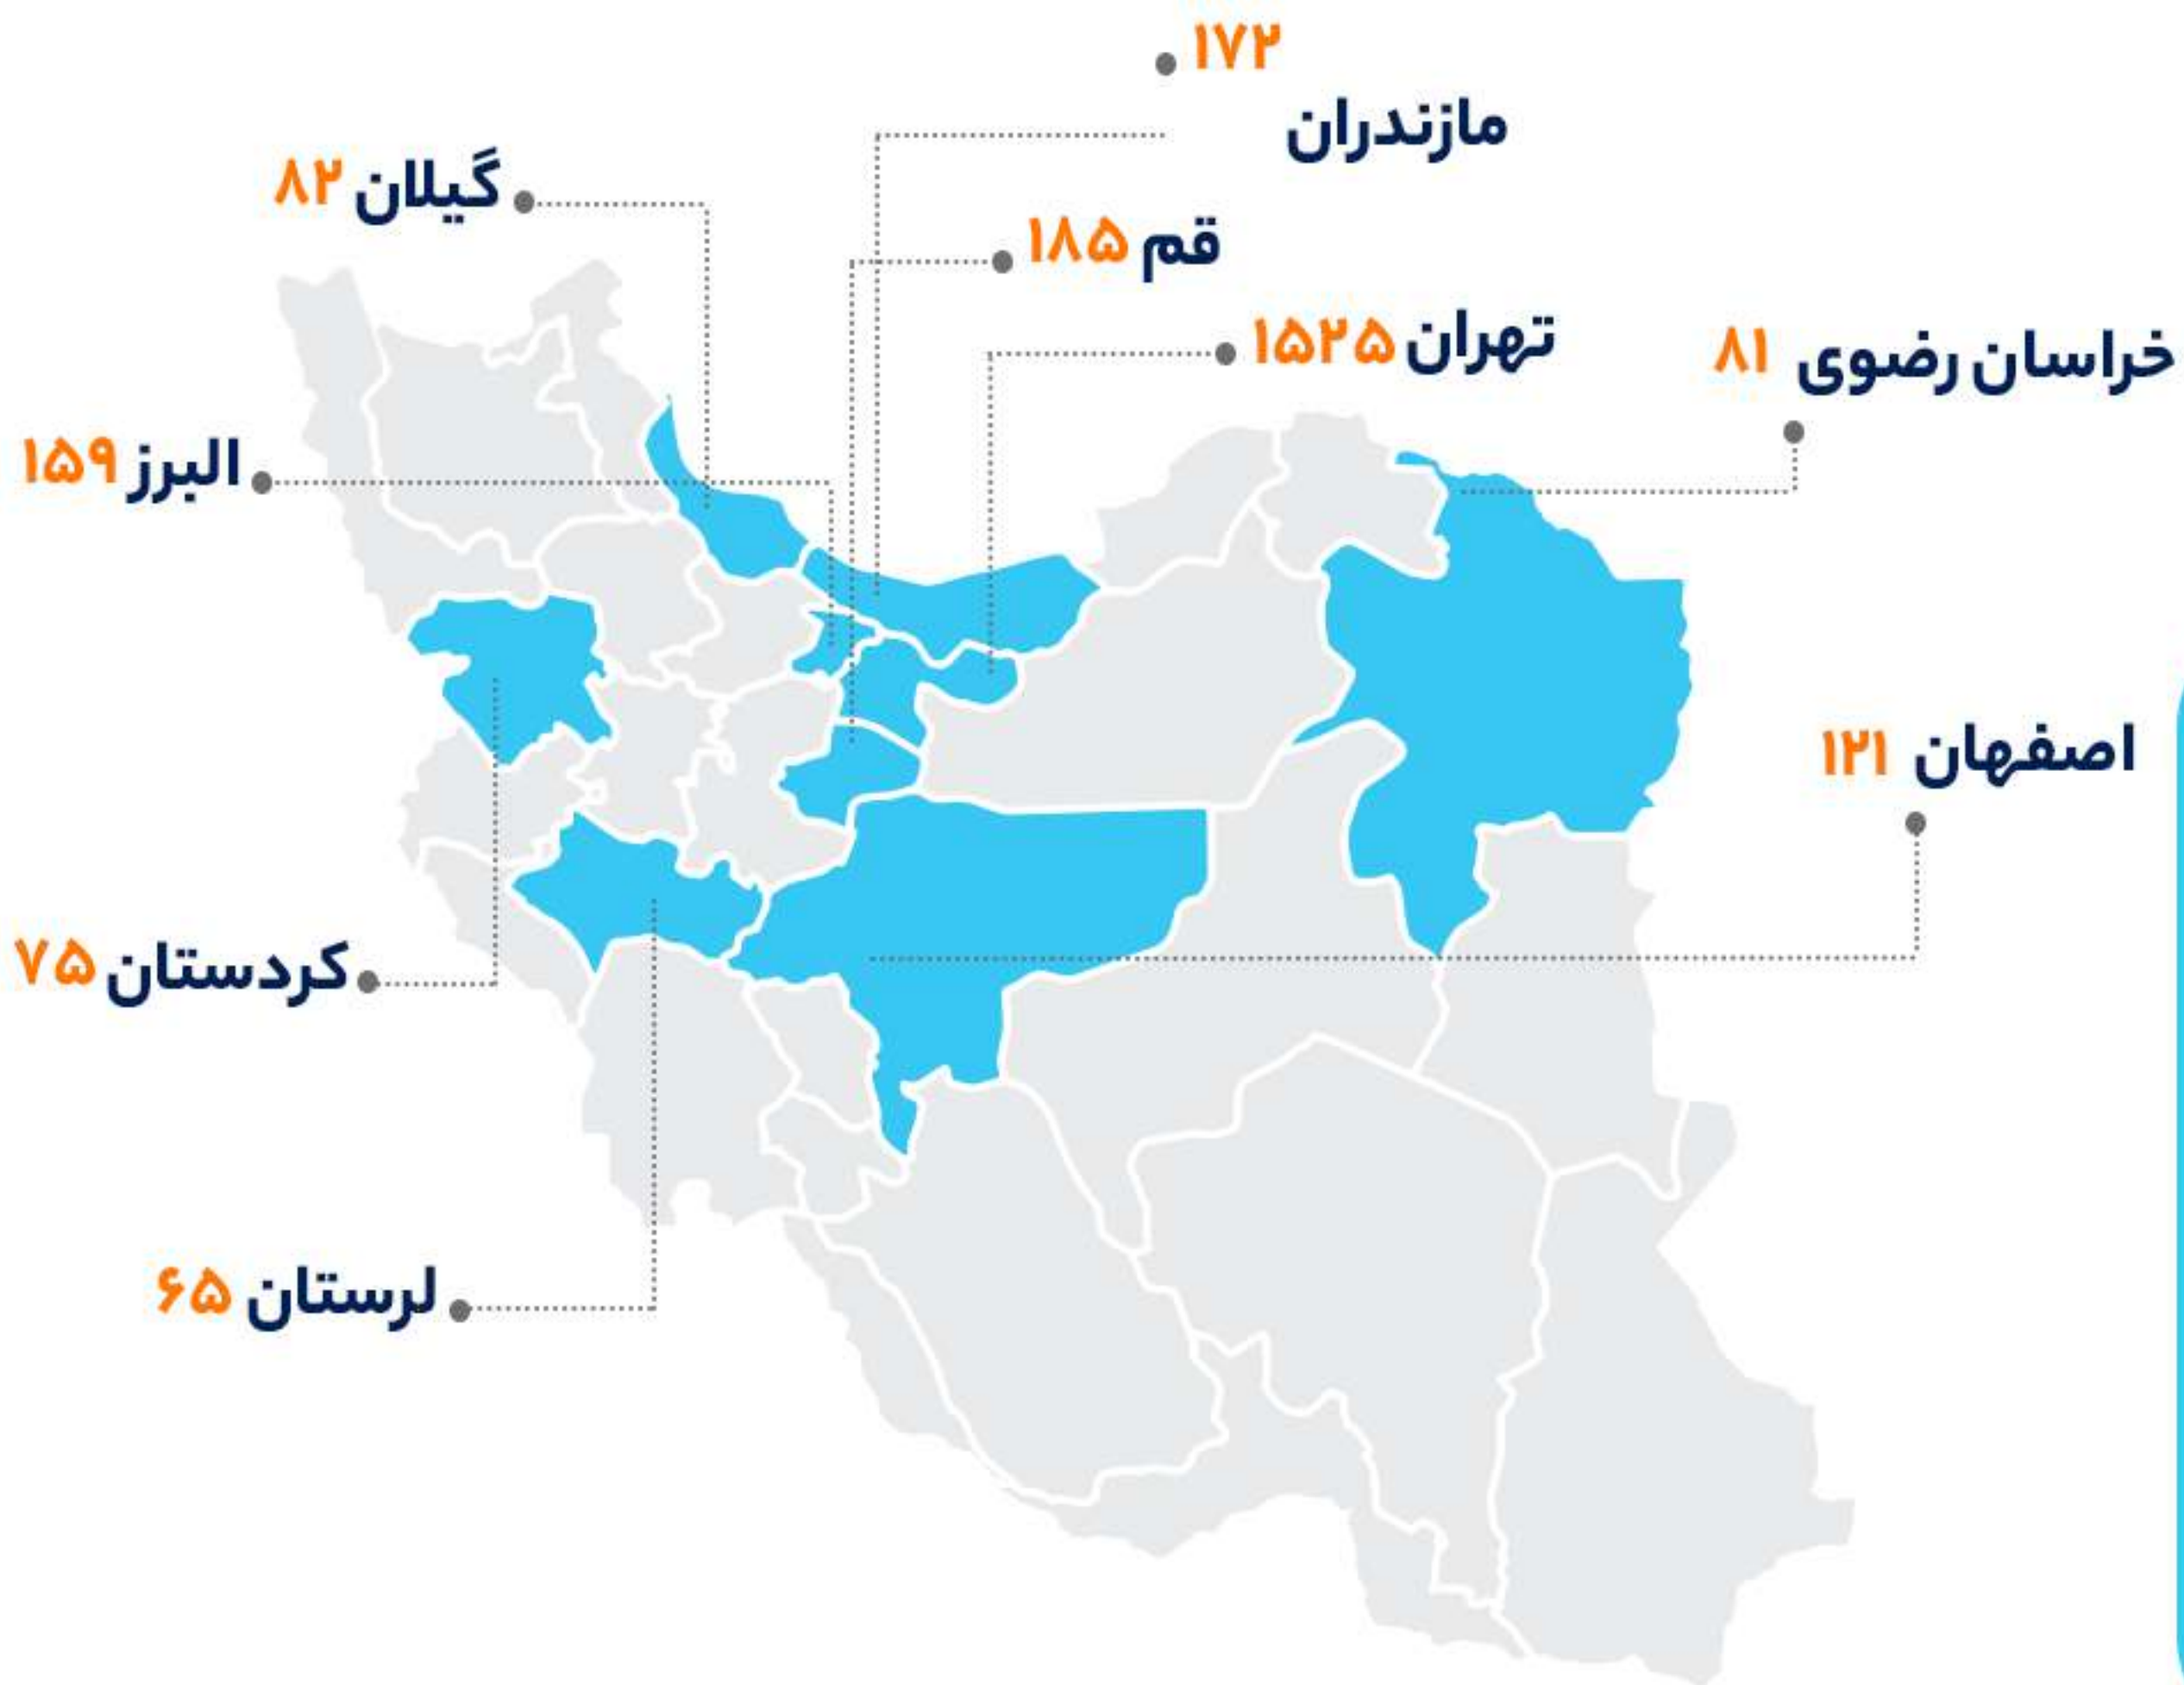 ۱۷۲
مازندران
گیلان ۸۲
قم ۱۸۵
تهران ۱۵۲۵
خراسان رضوی ۸۱
البرز ۱۵۹
اصفهان ۱۲۱
کردستان ۷۵
لرستان ۶۵